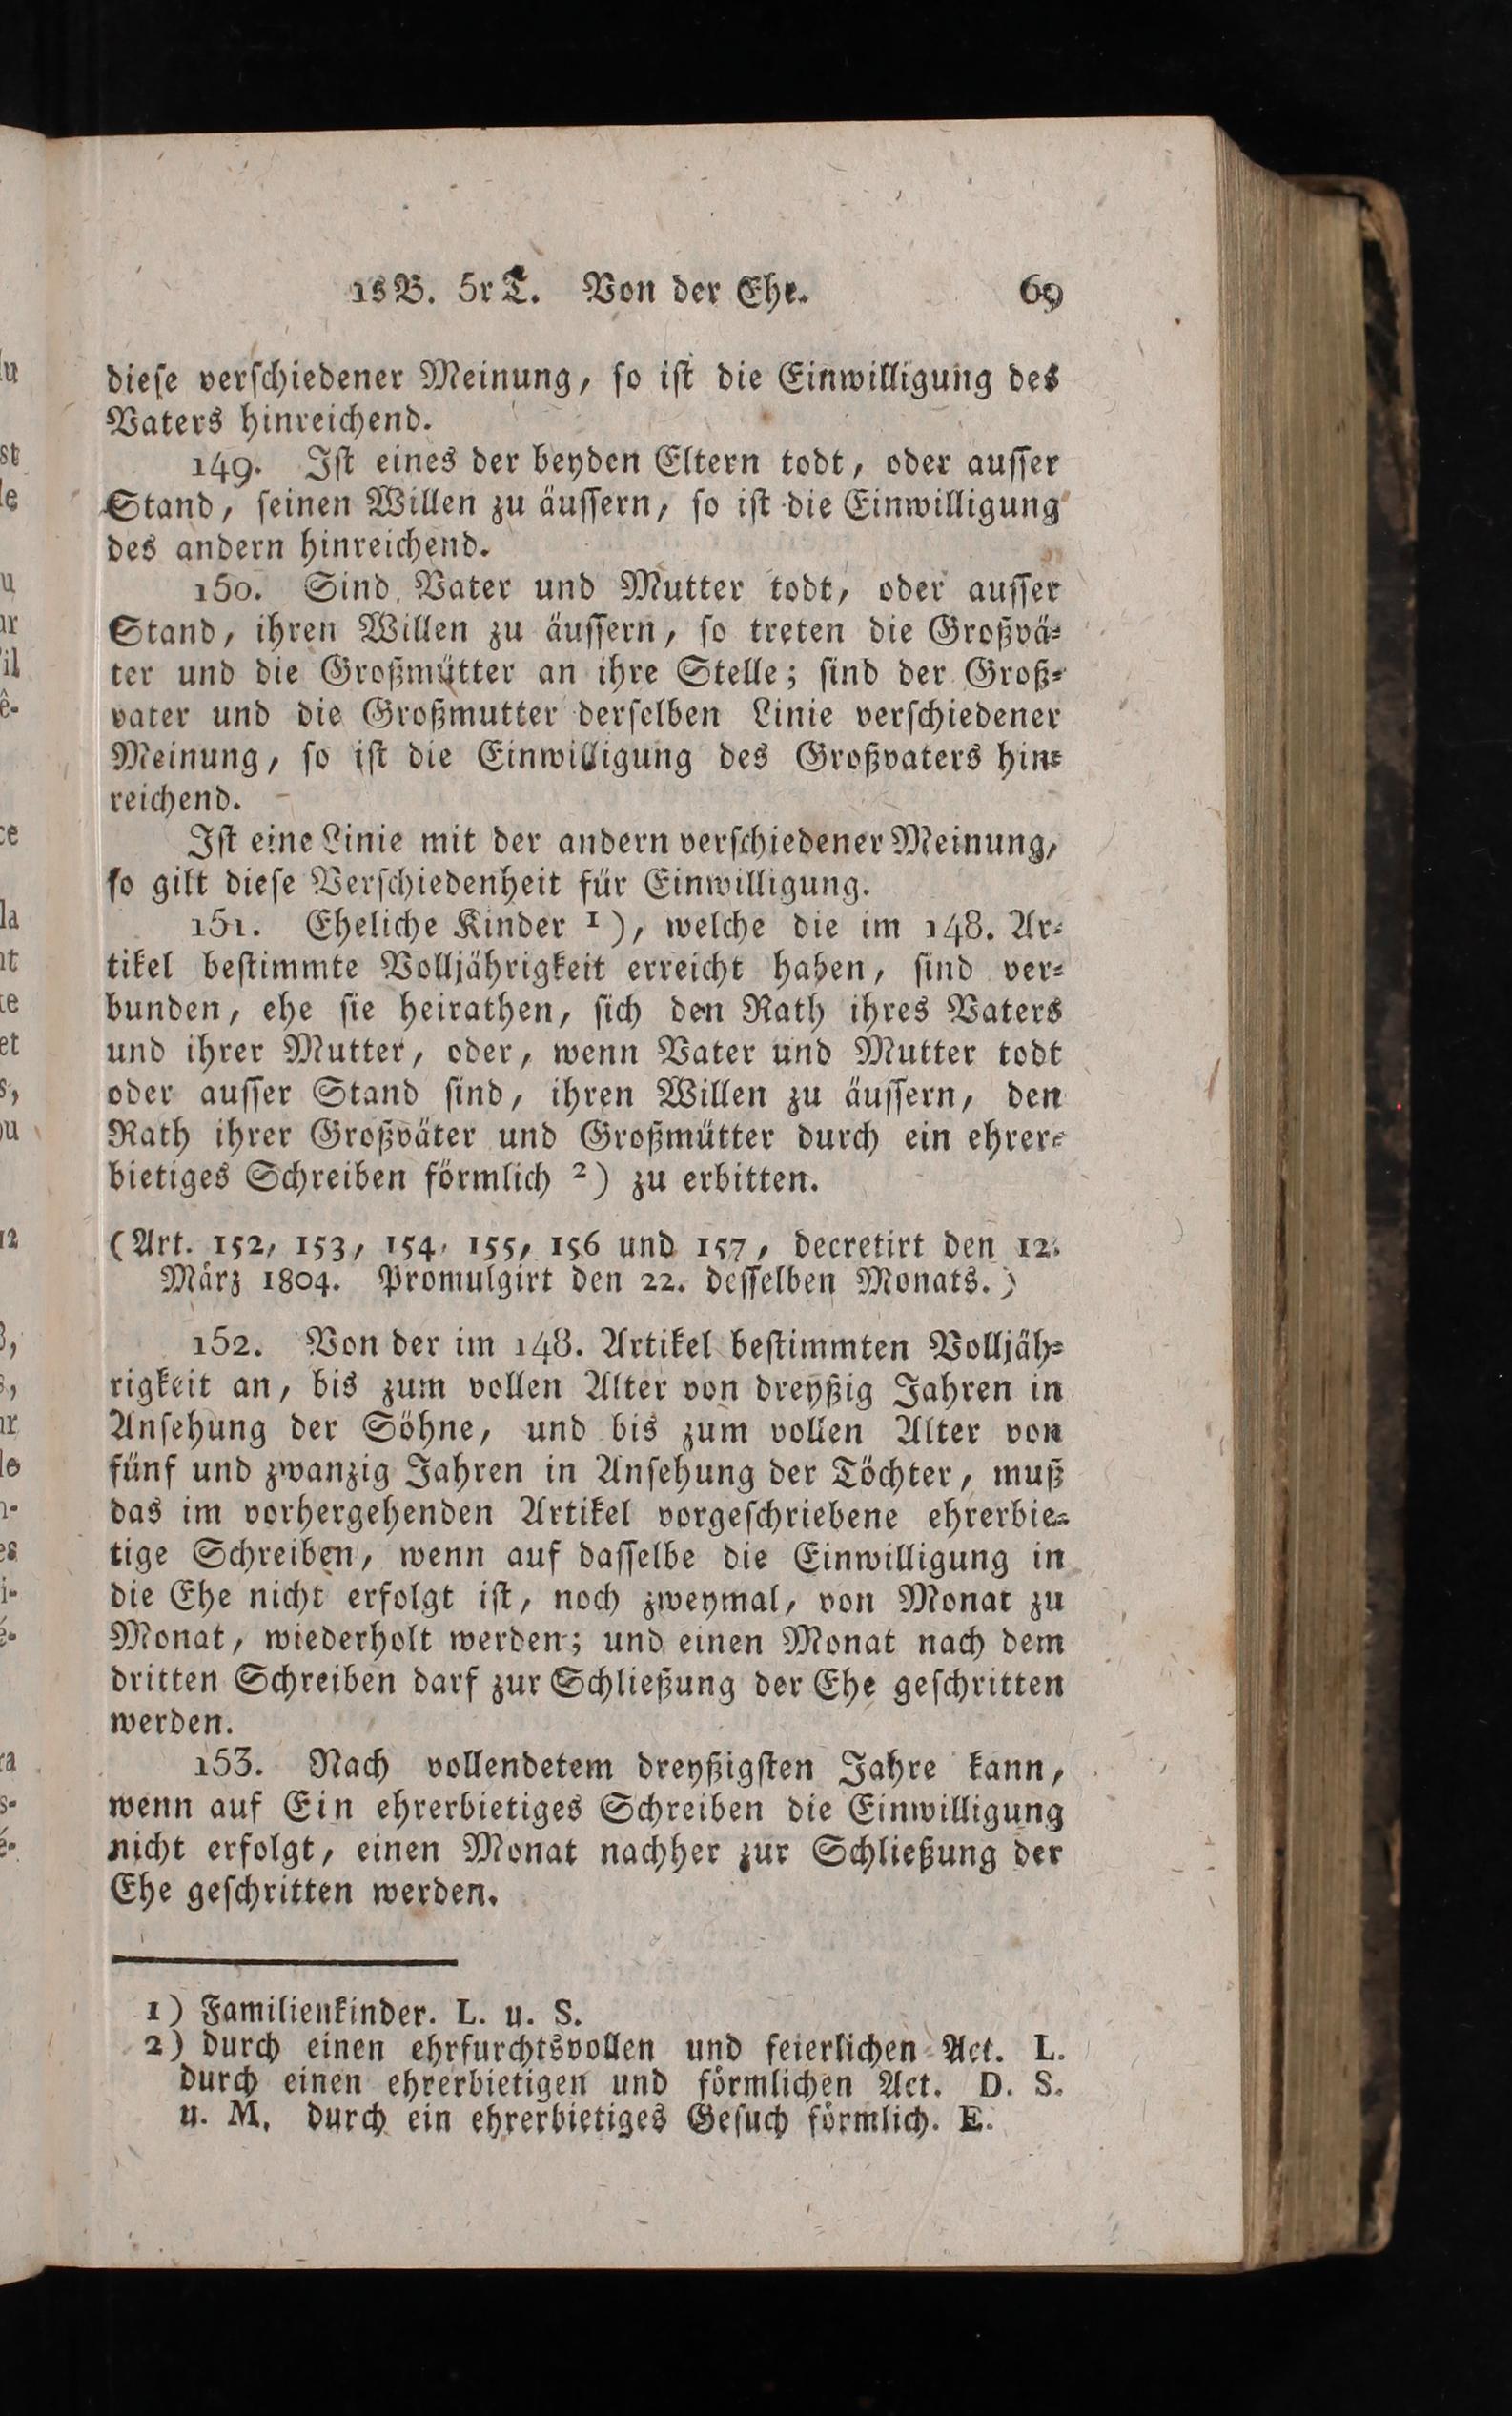 1s B. 5r T. Von der Ehe. 69
diese verschiedener Meinung, so ist die Einwilligung des
Vaters hinreichend.
149. Ist eines der beyden Eltern todt, oder ausser
Stand, seinen Willen zu äussern, so ist die Einwilligung
des andern hinreichend.
150. Sind Vater und Mutter todt, oder ausser
Stand, ihren Willen zu äussern, so treten die Großvä-
ter und die Großmütter an ihre Stelle; sind der Groß-
vater und die Großmutter derselben Linie verschiedener
Meinung, so ist die Einwilligung des Großvaters hin-
reichend.
Ist eine Linie mit der andern verschiedener Meinung,
so gilt diese Verschiedenheit für Einwilligung.
151. Eheliche Kinder 1), welche die im 148. Ar-
tikel bestimmte Volljährigkeit erreicht haben, sind ver-
bunden, ehe sie heirathen, sich den Rath ihres Vaters
und ihrer Mutter, oder, wenn Vater und Mutter todt
oder ausser Stand sind, ihren Willen zu äussern, den
Rath ihrer Großväter und Großmütter durch ein ehrer-
bietiges Schreiben förmlich 2) zu erbitten.
(Art. 152, 153, 154, 155, 156 und 157, decretirt den 12.
März 1804. Promulgirt den 22. desselben Monats.)
152. Von der im 148. Artikel bestimmten Volljäh-
rigkeit an, bis zum vollen Alter von dreyßig Jahren in
Ansehung der Söhne, und bis zum vollen Alter von
fünf und zwanzig Jahren in Ansehung der Töchter, muß
das im vorhergehenden Artikel vorgeschriebene ehrerbie-
tige Schreiben, wenn auf dasselbe die Einwilligung in
die Ehe nicht erfolgt ist, noch zweymal, von Monat zu
Monat, wiederholt werden; und einen Monat nach dem
dritten Schreiben darf zur Schließung der Ehe geschritten
werden.
153. Nach vollendetem dreyßigsten Jahre kann,
wenn auf Ein ehrerbietiges Schreiben die Einwilligung
nicht erfolgt, einen Monat nachher zur Schließung der
Ehe geschritten werden.
1) Familienkinder. L. u. S.
2) durch einen ehrfurchtsvollen und feierlichen Act. L.
durch einen ehrerbietigen und förmlichen Act. D. S.
u. M. durch ein ehrerbietiges Gesuch förmlich. E.